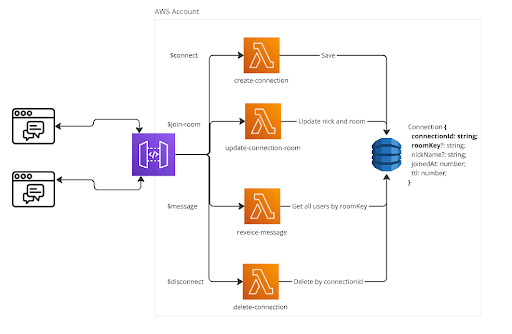 AWS Account
$connect
create-connection
Save
$join-room
update-connection-room
Update nick and room
Connection {
connectionId: string;
roomKey?: string;
nickName?: string;
joinedAt: number;
ttl: number;
}
$message
reveice-message
Get all users by roomKey
$disconnect
delete-connection
Delete by connectionId